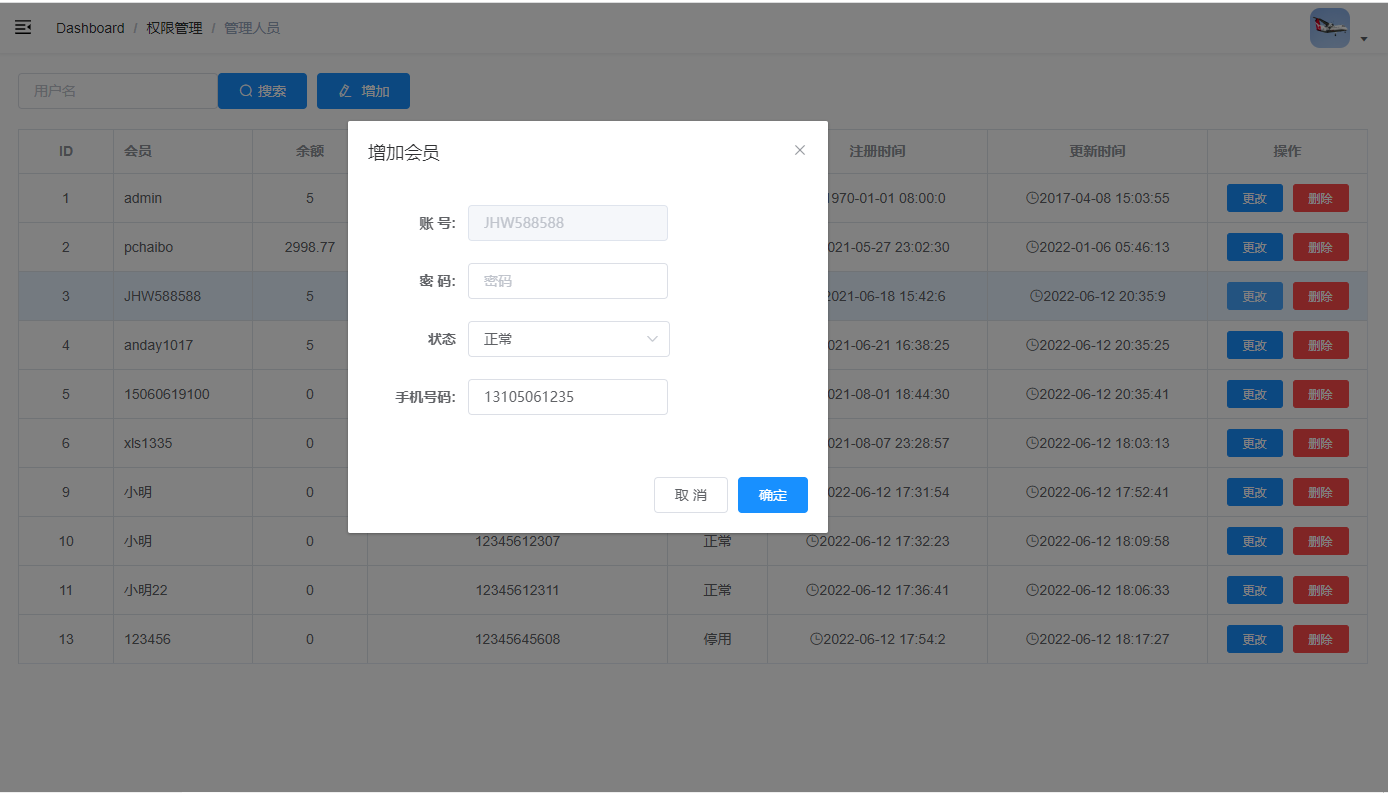 Dashboard / 权限管理 / 管理人员
用户名 搜索 增加
ID 会员 余额 注册时间 更新时间 操作
增加会员
账 号: JHW588588
密 码: 密码
状态 正常
手机号码: 13105061235
取 消 确定
1 admin 5 970-01-01 08:00:0 2017-04-08 15:03:55 更改 删除
2 pchaibo 2998.77 021-05-27 23:02:30 2022-01-06 05:46:13 更改 删除
3 JHW588588 5 2021-06-18 15:42:6 2022-06-12 20:35:9 更改 删除
4 anday1017 5 021-06-21 16:38:25 2022-06-12 20:35:25 更改 删除
5 15060619100 0 021-08-01 18:44:30 2022-06-12 20:35:41 更改 删除
6 xls1335 0 021-08-07 23:28:57 2022-06-12 18:03:13 更改 删除
9 小明 0 022-06-12 17:31:54 2022-06-12 17:52:41 更改 删除
10 小明 0 12345612307 正常 2022-06-12 17:32:23 2022-06-12 18:09:58 更改 删除
11 小明22 0 12345612311 正常 2022-06-12 17:36:41 2022-06-12 18:06:33 更改 删除
13 123456 0 12345645608 停用 2022-06-12 17:54:2 2022-06-12 18:17:27 更改 删除